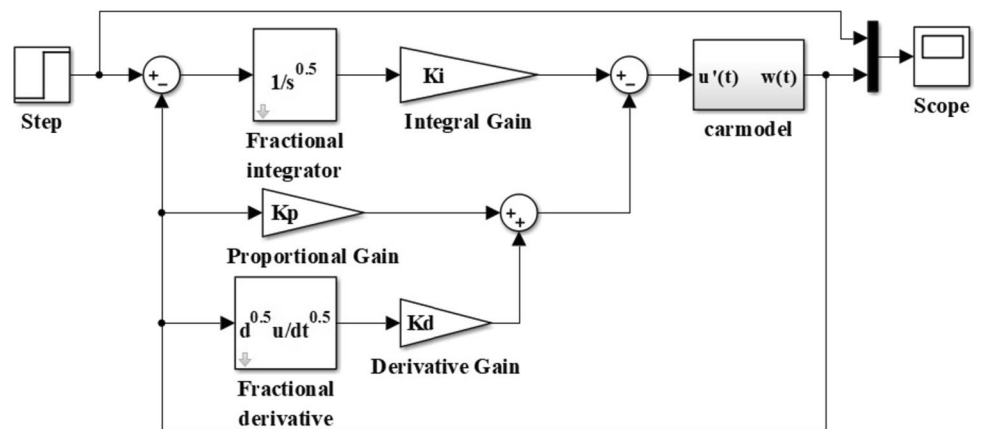 Step
+
−
1/s^0.5
Fractional
integrator
Ki
Integral Gain
+
−
u'(t) w(t)
carmodel
Scope
Kp
Proportional Gain
+
+
d^0.5 u/dt^0.5
Fractional
derivative
Kd
Derivative Gain